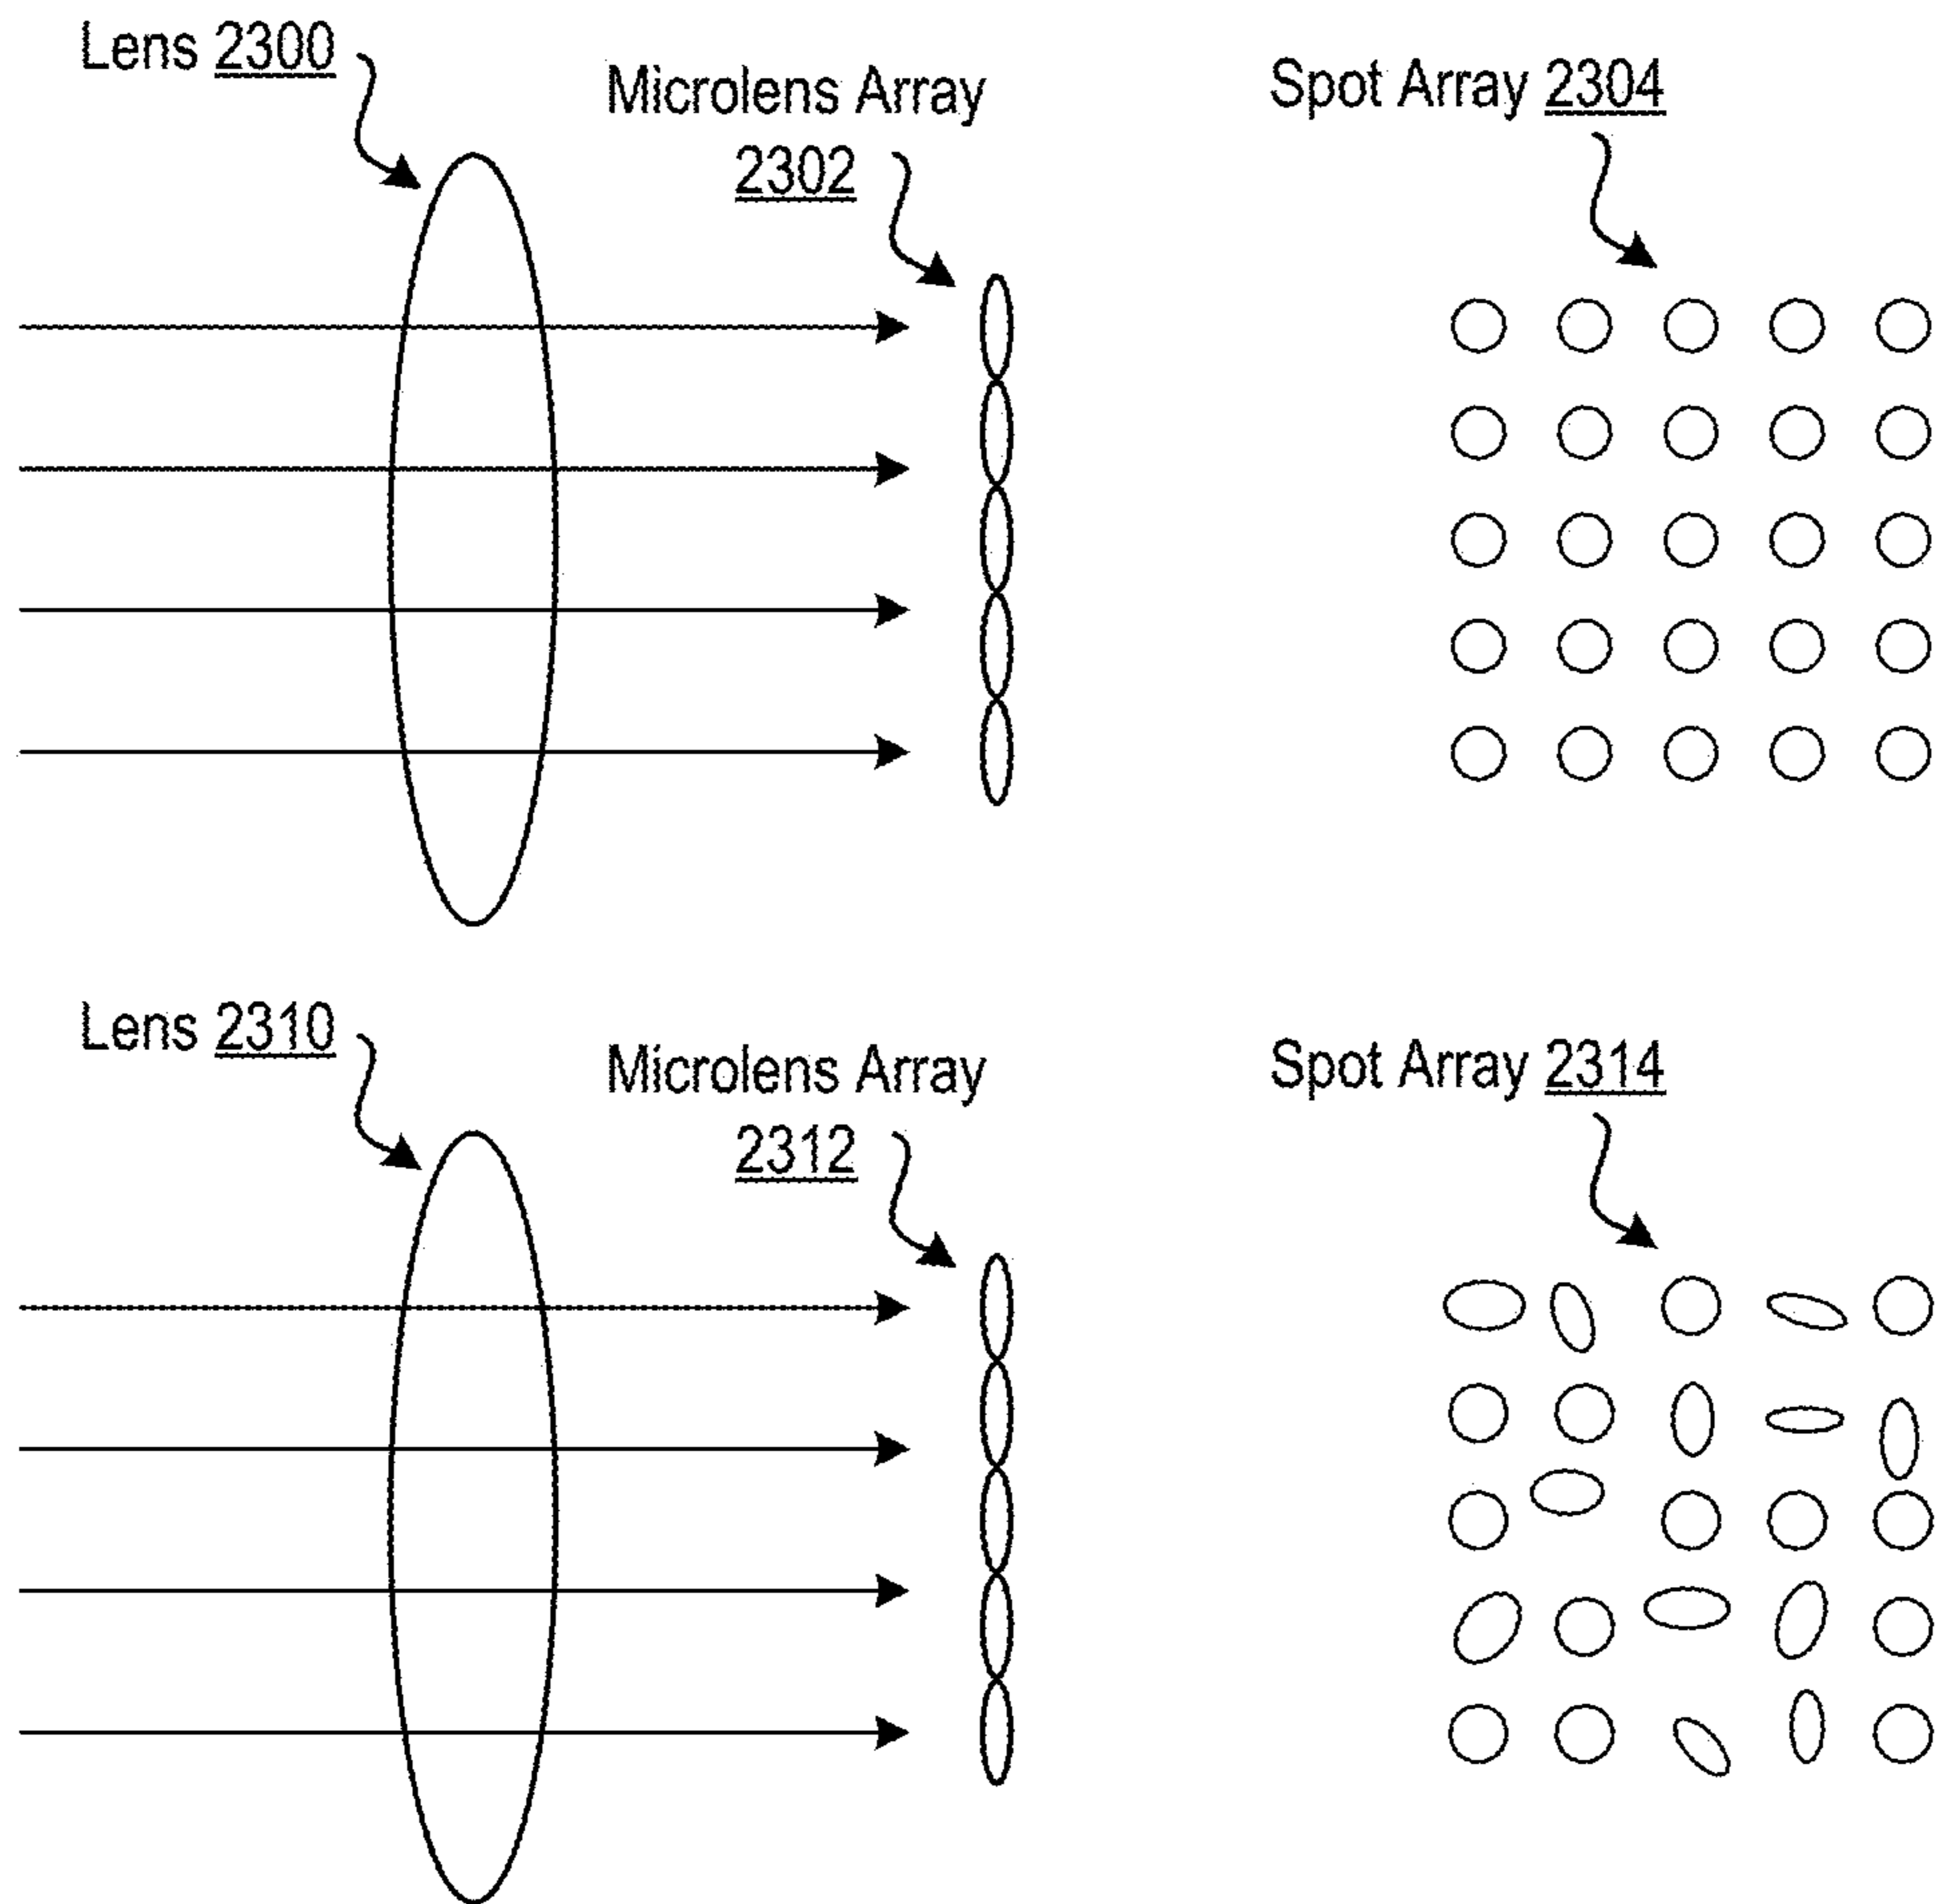 Lens 2300
Microlens Array
2302
Spot Array 2304
Lens 2310
Microlens Array
2312
Spot Array 2314